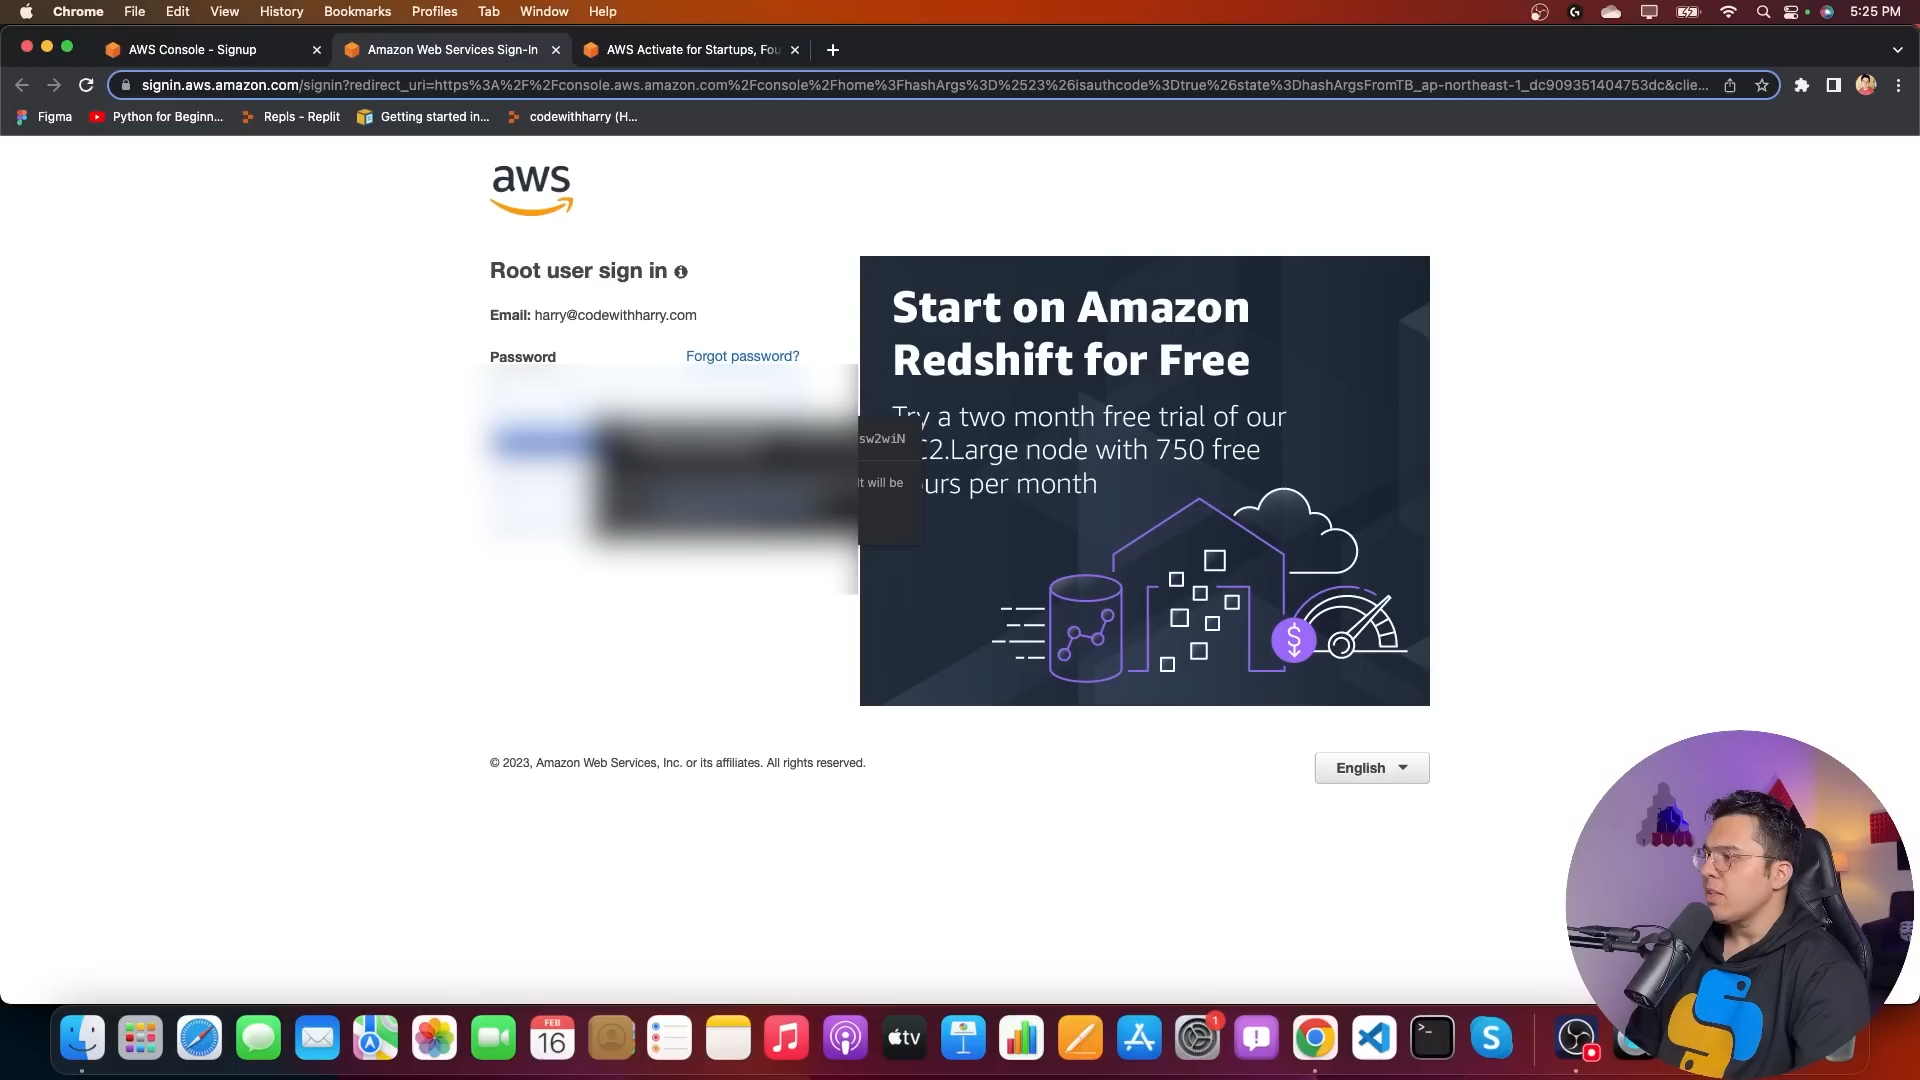 Chrome File Edit View History Bookmarks Profiles Tab Window Help 5:25 PM
AWS Console - Signup Amazon Web Services Sign-In AWS Activate for Startups, Fou
signin.aws.amazon.com/signin?redirect_uri=https%3A%2F%2Fconsole.aws.amazon.com%2Fconsole%2Fhome%3FhashArgs%3D%2523%26isauthcode%3Dtrue%26state%3DhashArgsFromTB_ap-northeast-1_dc909351404753dc&clie...
Figma Python for Beginn... Repls - Replit Getting started in... codewithharry (H...
aws
Root user sign in
Email: harry@codewithharry.com
Password Forgot password?
Start on Amazon
Redshift for Free
Try a two month free trial of our
C2.Large node with 750 free
urs per month
It will be
© 2023, Amazon Web Services, Inc. or its affiliates. All rights reserved.
English
FEB
16
tv
1